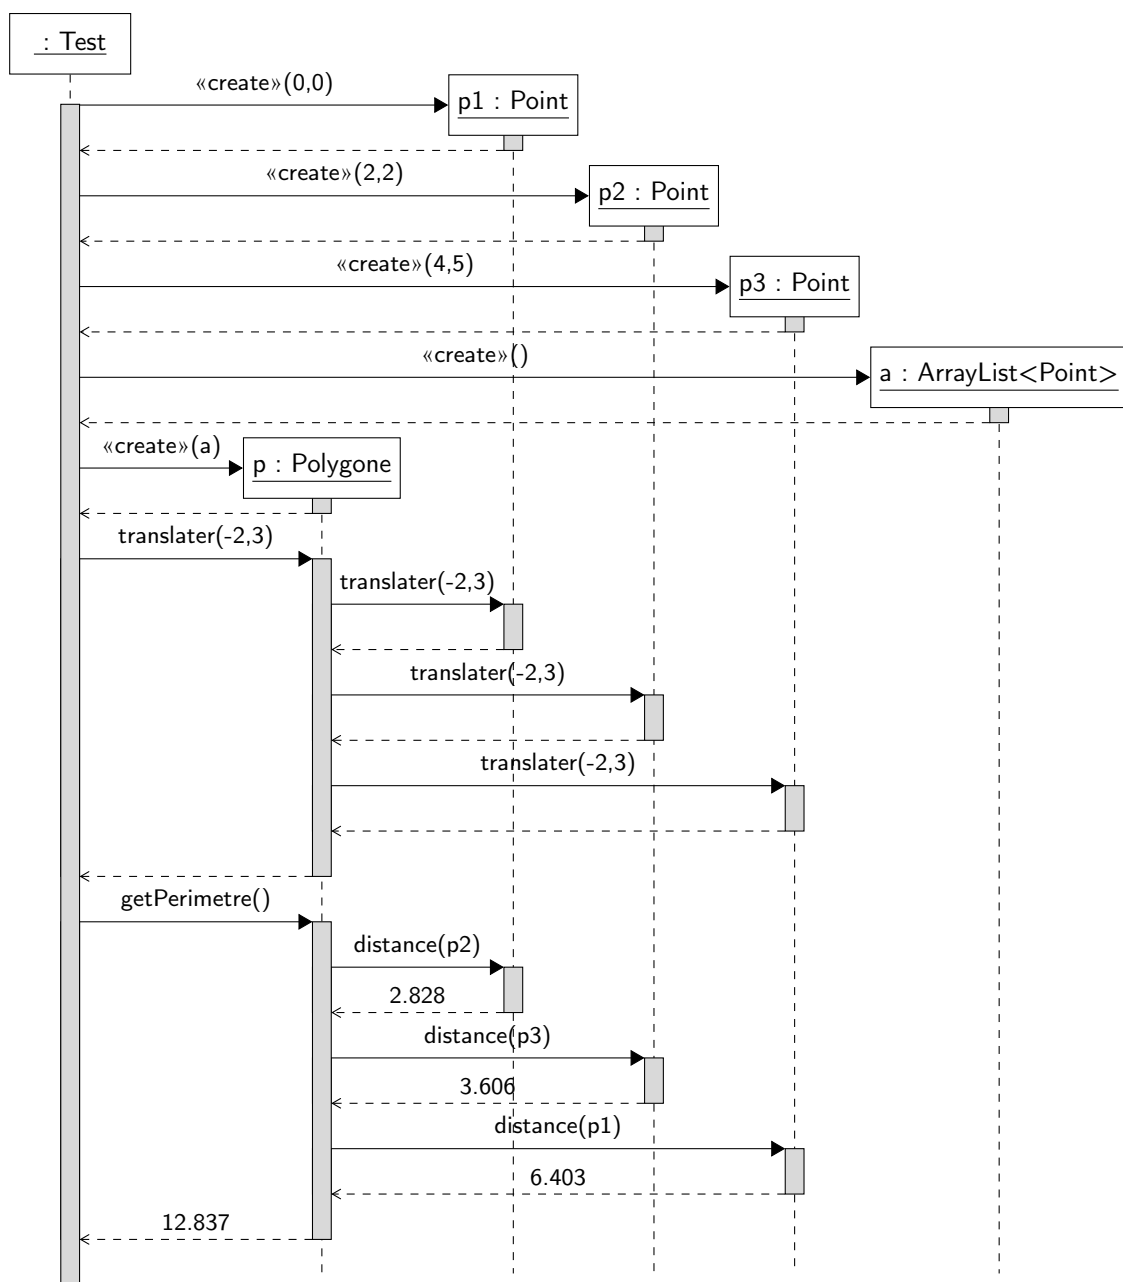 : Test
«create»(0,0)
p1 : Point
«create»(2,2)
p2 : Point
«create»(4,5)
p3 : Point
«create»()
a : ArrayList<Point>
«create»(a)
p : Polygone
translater(-2,3)
translater(-2,3)
translater(-2,3)
translater(-2,3)
getPerimetre()
distance(p2)
2.828
distance(p3)
3.606
distance(p1)
6.403
12.837